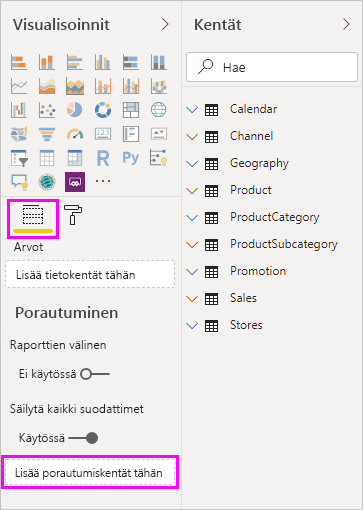 Visualisoinnit
Kentät
Hae
123
R
Py
Arvot
Lisää tietokentät tähän
Porautuminen
Raporttien välinen
Ei käytössä
Säilytä kaikki suodattimet
Käytössä
Lisää porautumiskentät tähän
Calendar
Channel
Geography
Product
ProductCategory
ProductSubcategory
Promotion
Sales
Stores